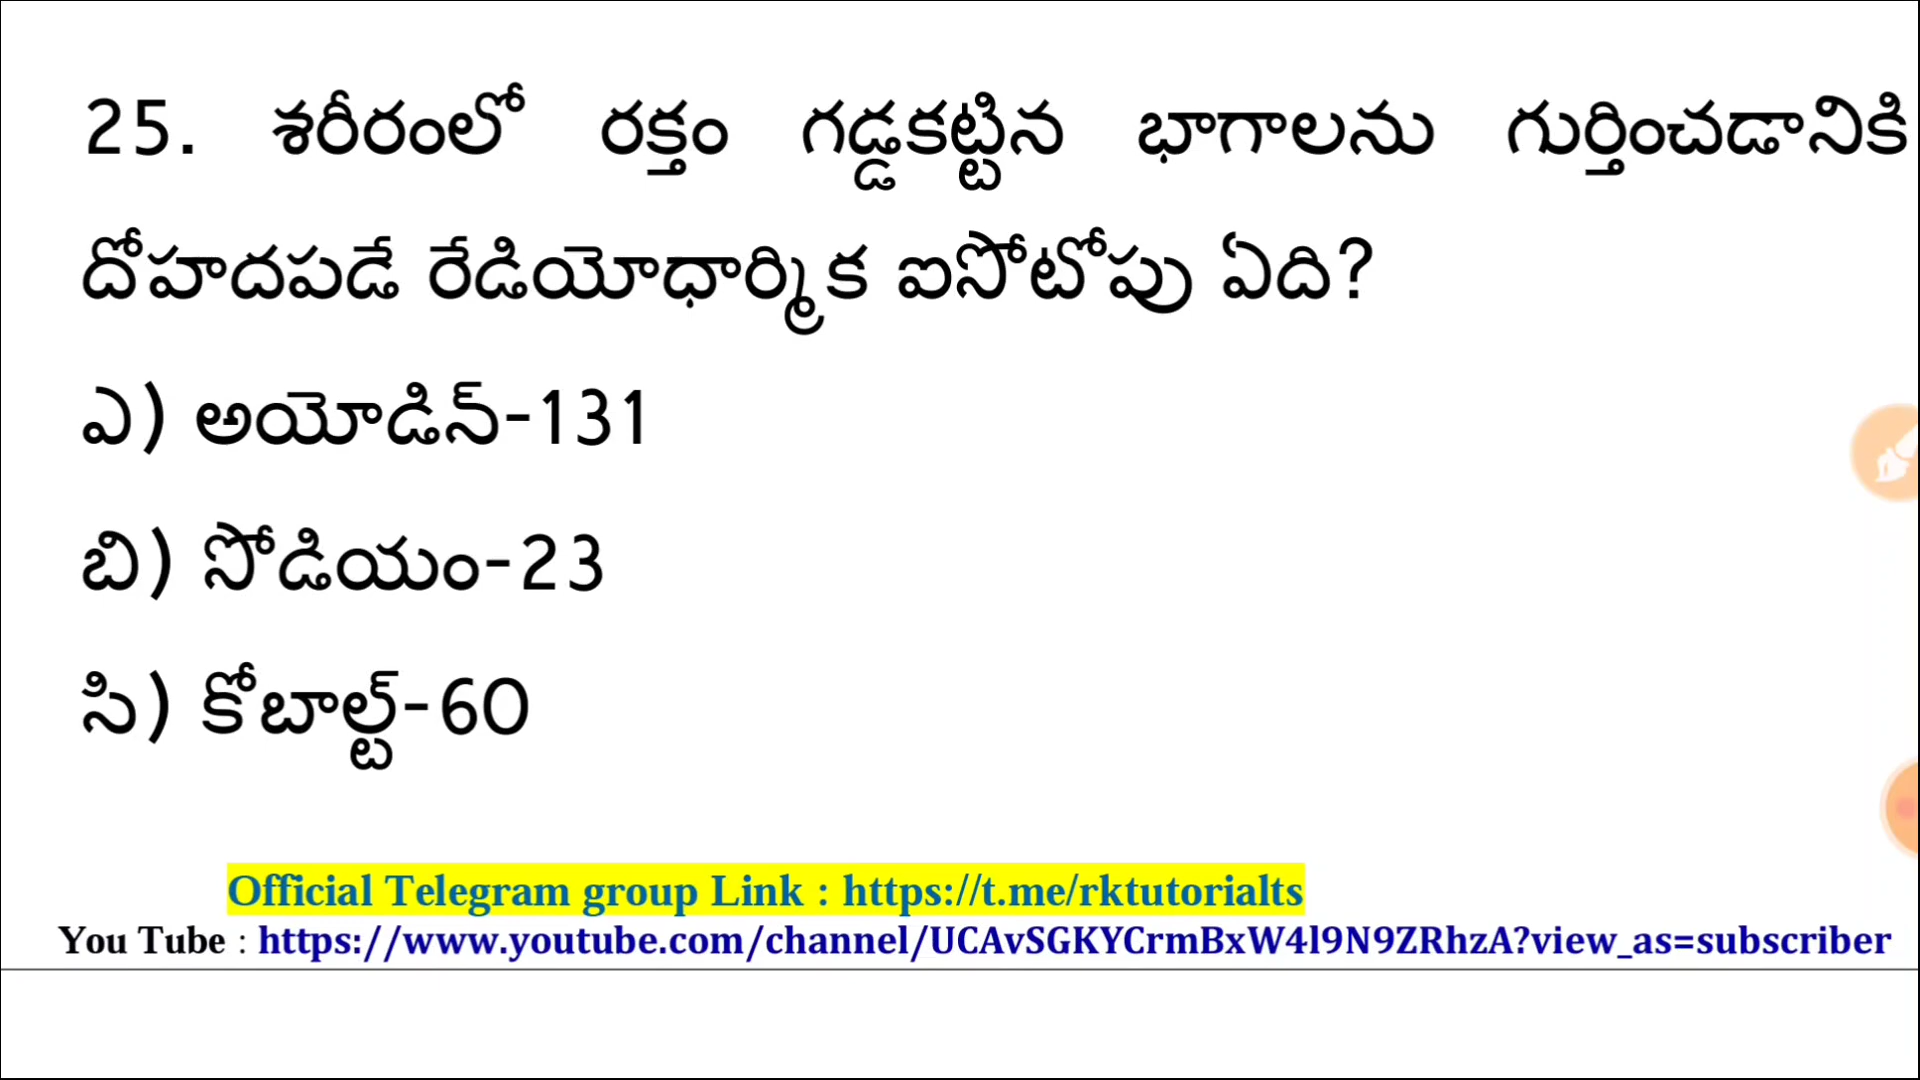 25. శరీరంలో రక్తం గడ్డకట్టిన భాగాలను గుర్తించడానికి
దోహదపడే రేడియోధార్మిక ఐసోటోపు ఏది?
ఎ) అయోడిన్-131
బి) సోడియం-23
సి) కోబాల్ట్-60
Official Telegram group Link : https://t.me/rktutorialts
You Tube : https://www.youtube.com/channel/UCAvSGKYCrmBxW4l9N9ZRhzA?view_as=subscriber